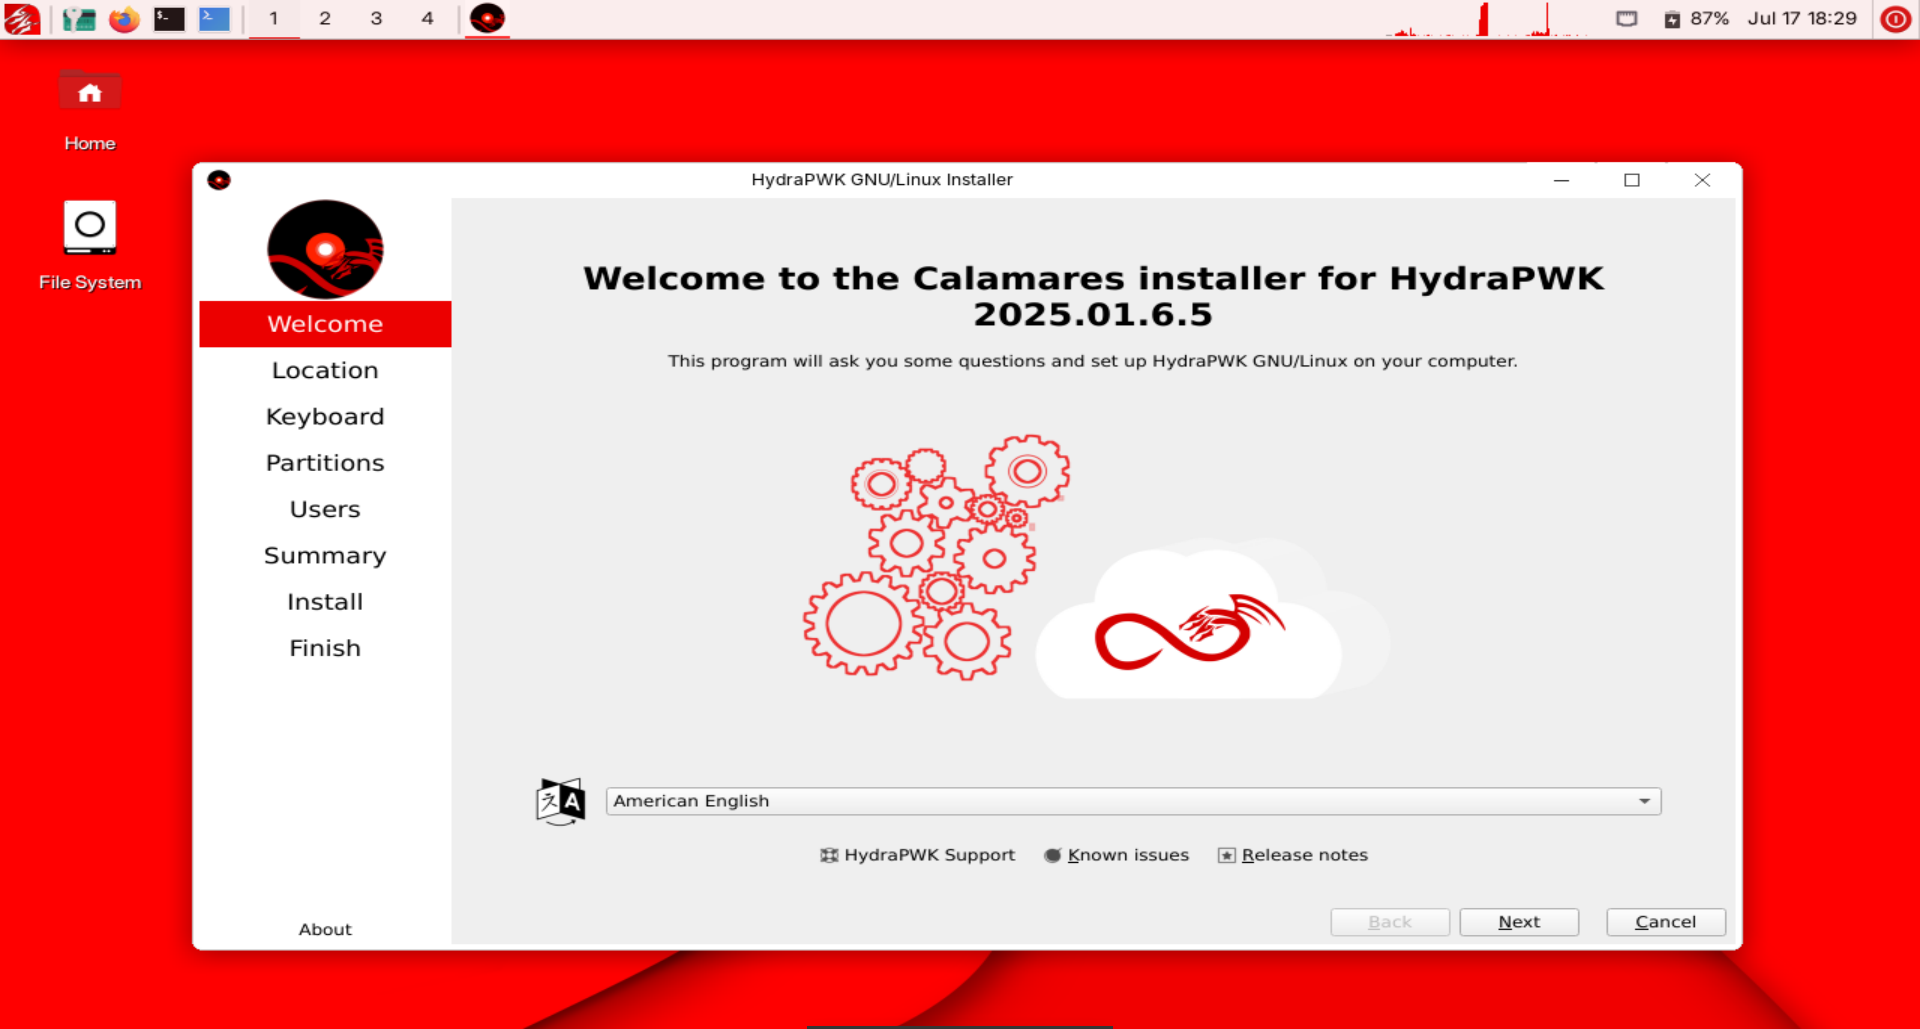 1 2 3 4
87% Jul 17 18:29
Home
File System
HydraPWK GNU/Linux Installer
Welcome
Location
Keyboard
Partitions
Users
Summary
Install
Finish
About
Welcome to the Calamares installer for HydraPWK
2025.01.6.5
This program will ask you some questions and set up HydraPWK GNU/Linux on your computer.
American English
HydraPWK Support Known issues Release notes
Back Next Cancel